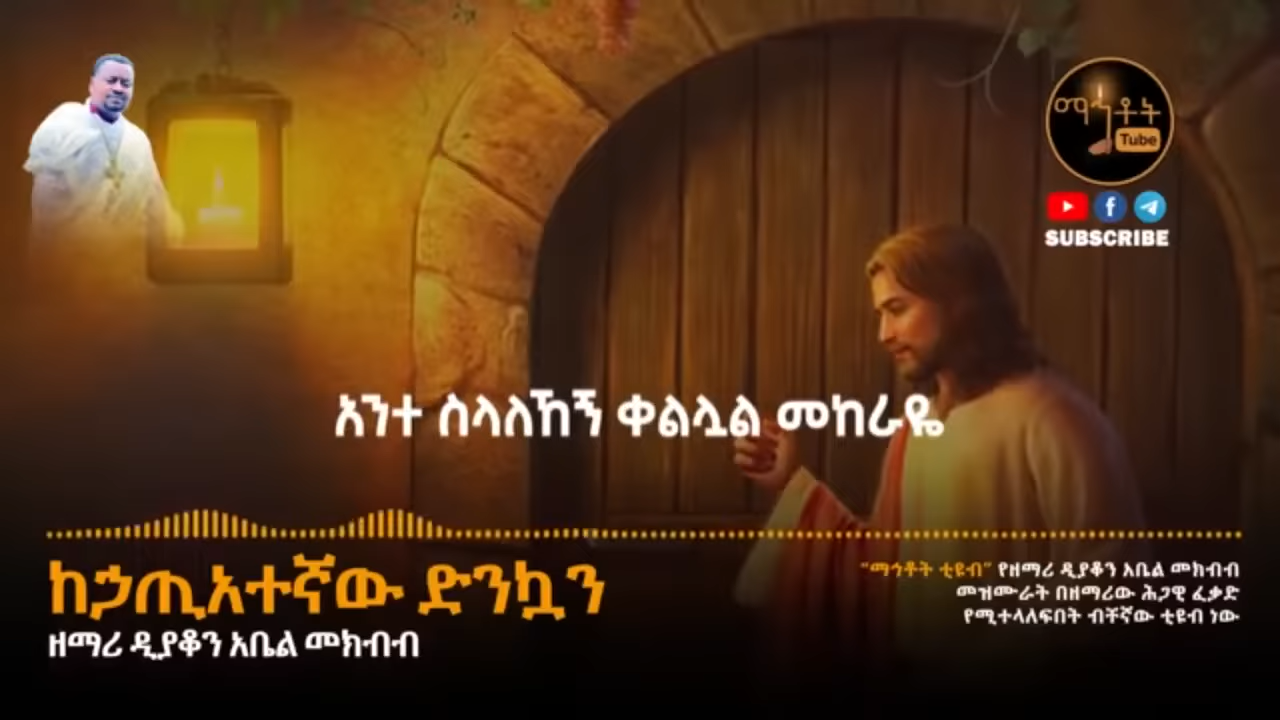 ማኅቶት
Tube
SUBSCRIBE
አንተ ስላለኸኝ ቀልሏል መከራዬ
ከኃጢአተኛው ድንኳን
ዘማሪ ዲያቆን አቤል መክብብ
"ማኅቶት ቲዩብ" የዘማሪ ዲያቆን አቤል መክብብ
መዝሙራት በዘማሪው ሕጋዊ ፈቃድ
የሚተላለፍበት ብቸኛው ቲዩብ ነው